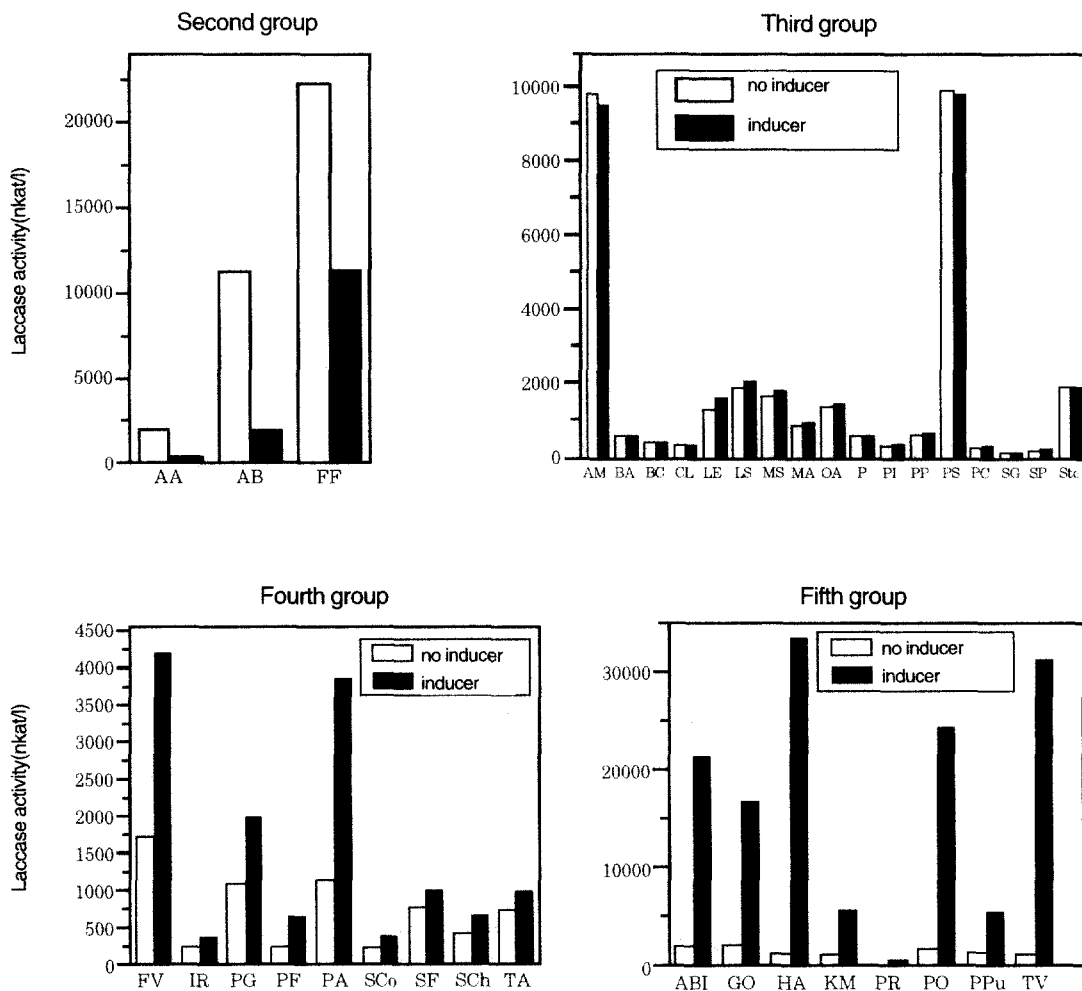 Second group
Laccase activity(nkat/l)
20000
15000
10000
5000
0
AA AB FF
Third group
no inducer
inducer
10000
8000
6000
4000
2000
0
AM BA BC CL LE LS MS MA OA P PI PP PS PC SG SP Stc
Fourth group
Laccase activity(nkat/l)
no inducer
inducer
4500
4000
3500
3000
2500
2000
1500
1000
500
0
FV IR PG PF PA SCo SF SCh TA
Fifth group
no inducer
inducer
30000
20000
10000
0
ABI GO HA KM PR PO PPu TV